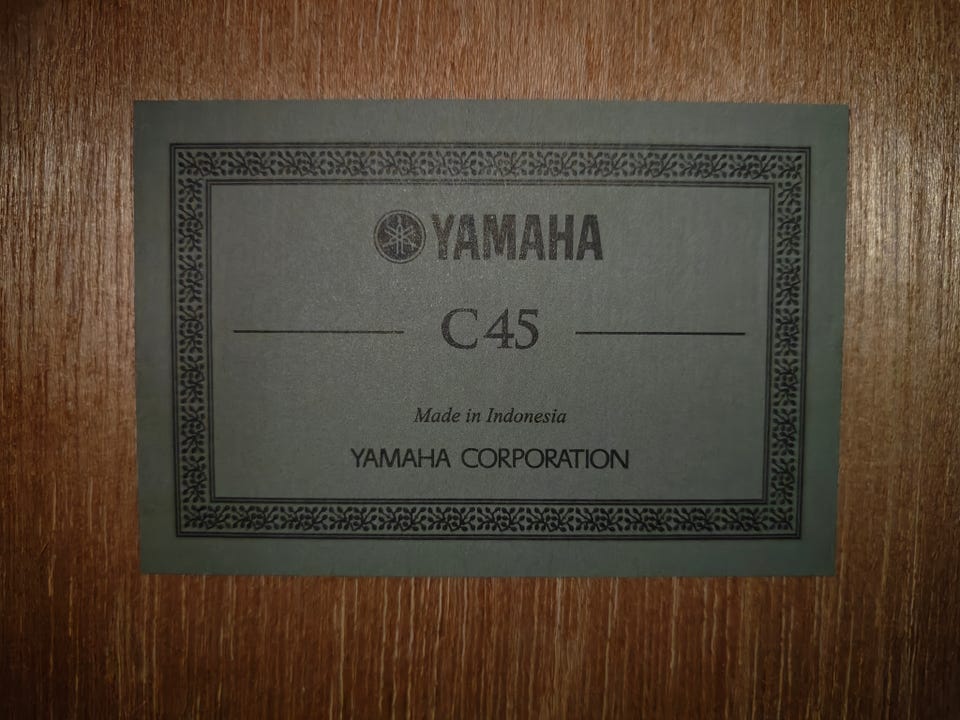 YAMAHA
C45
Made in Indonesia
YAMAHA CORPORATION